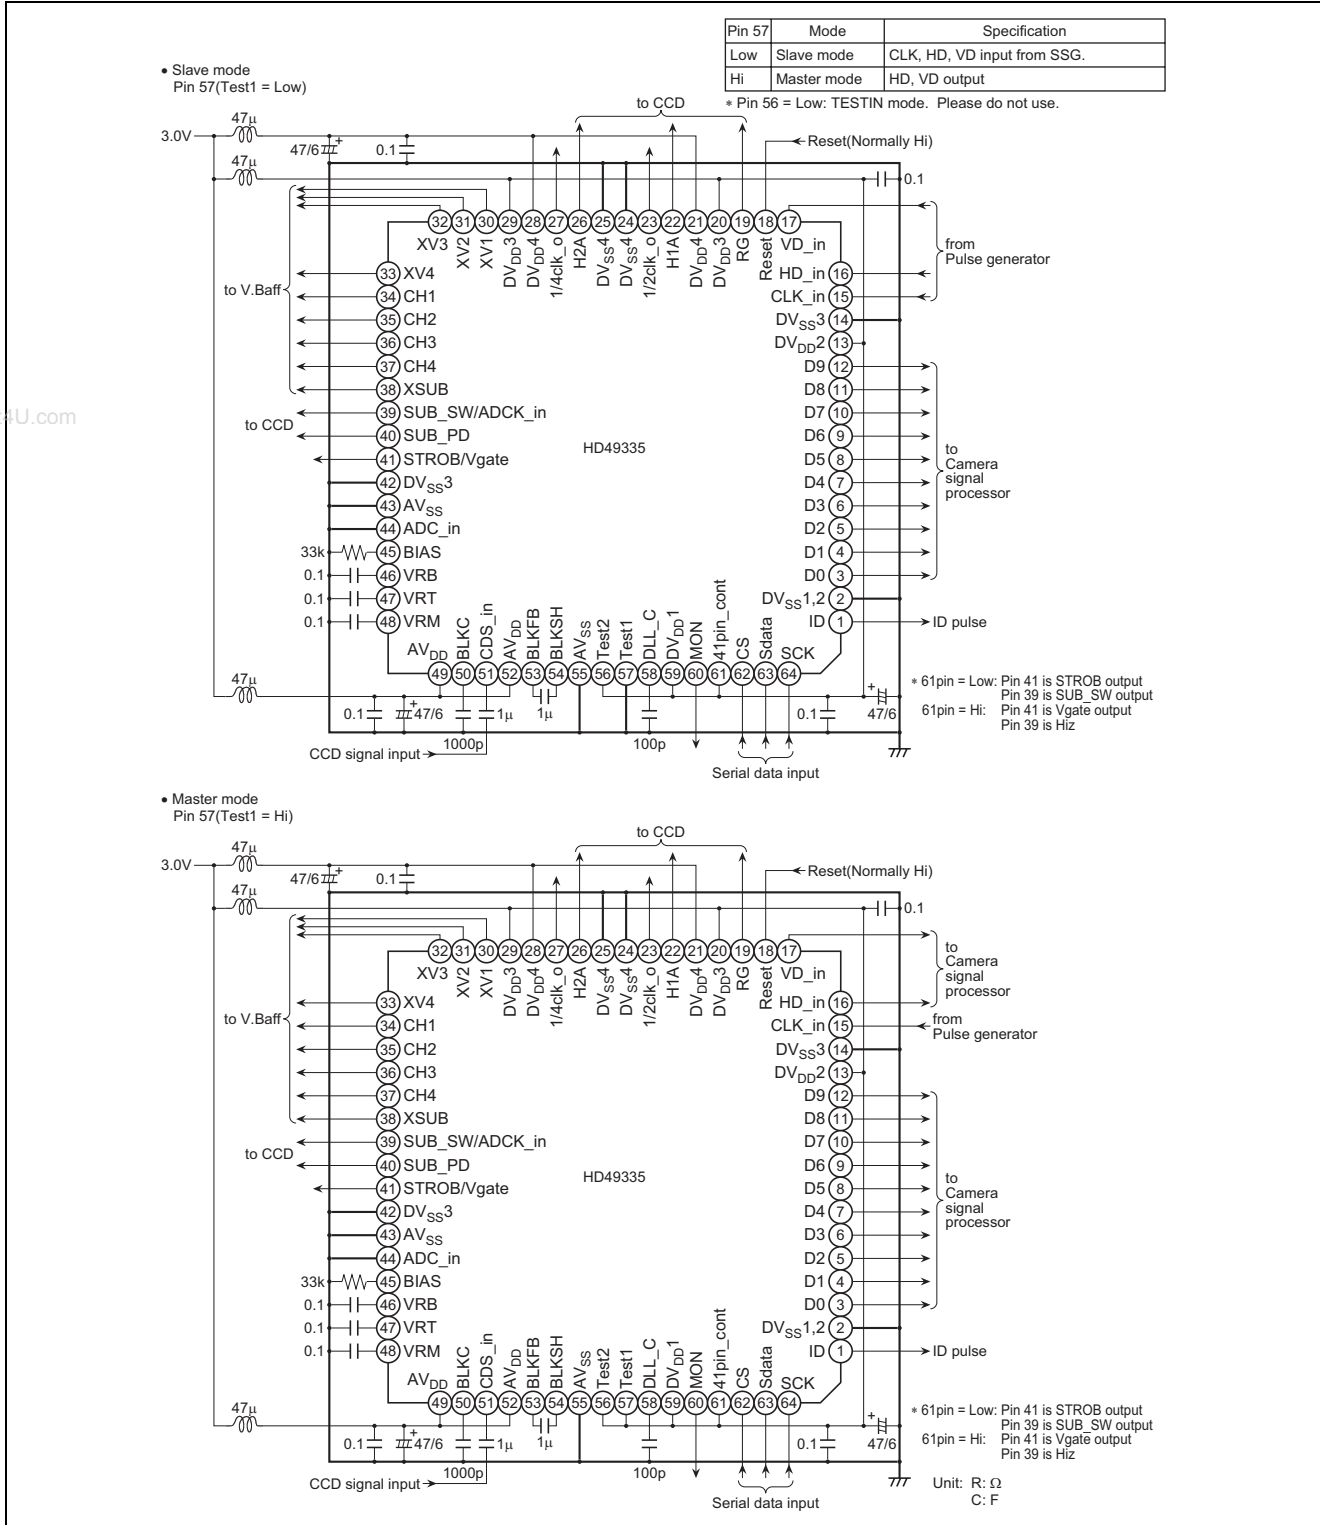 Pin 57 Mode Specification
Low Slave mode CLK, HD, VD input from SSG.
Hi Master mode HD, VD output
∗ Pin 56 = Low: TESTIN mode. Please do not use.
• Slave mode
Pin 57(Test1 = Low)
to CCD
47μ
3.0V
47/6
+
0.1
Reset(Normally Hi)
47μ
0.1
32 31 30 29 28 27 26 25 24 23 22 21 20 19 18 17
XV3 XV2 XV1 DVDD3 DVDD4 1/4clk_o H2A DVSS4 DVSS4 1/2clk_o H1A DVDD4 DVDD3 RG Reset VD_in
from
Pulse generator
to V.Baff
33 XV4
34 CH1
35 CH2
36 CH3
37 CH4
38 XSUB
39 SUB_SW/ADCK_in
to CCD
40 SUB_PD
41 STROB/Vgate
42 DVSS3
43 AVSS
44 ADC_in
33k 45 BIAS
0.1 46 VRB
0.1 47 VRT
0.1 48 VRM
t4U.com
HD49335
HD_in 16
CLK_in 15
DVSS3 14
DVDD2 13
D9 12
D8 11
D7 10
D6 9
D5 8
D4 7
D3 6
D2 5
D1 4
D0 3
DVSS1,2 2
ID 1
to
Camera
signal
processor
ID pulse
AVDD BLKC CDS_in AVDD BLKFB BLKSH AVSS Test2 Test1 DLL_C DVDD1 MON 41pin_cont CS Sdata SCK
49 50 51 52 53 54 55 56 57 58 59 60 61 62 63 64
47μ
0.1
+
47/6
1μ
1μ
0.1
+
47/6
1000p
100p
CCD signal input
Serial data input
∗ 61pin = Low: Pin 41 is STROB output
Pin 39 is SUB_SW output
61pin = Hi: Pin 41 is Vgate output
Pin 39 is Hiz
• Master mode
Pin 57(Test1 = Hi)
to CCD
47μ
3.0V
47/6
+
0.1
Reset(Normally Hi)
47μ
0.1
32 31 30 29 28 27 26 25 24 23 22 21 20 19 18 17
XV3 XV2 XV1 DVDD3 DVDD4 1/4clk_o H2A DVSS4 DVSS4 1/2clk_o H1A DVDD4 DVDD3 RG Reset VD_in
to
Camera
signal
processor
from
Pulse generator
to V.Baff
33 XV4
34 CH1
35 CH2
36 CH3
37 CH4
38 XSUB
39 SUB_SW/ADCK_in
to CCD
40 SUB_PD
41 STROB/Vgate
42 DVSS3
43 AVSS
44 ADC_in
33k 45 BIAS
0.1 46 VRB
0.1 47 VRT
0.1 48 VRM
HD49335
HD_in 16
CLK_in 15
DVSS3 14
DVDD2 13
D9 12
D8 11
D7 10
D6 9
D5 8
D4 7
D3 6
D2 5
D1 4
D0 3
DVSS1,2 2
ID 1
to
Camera
signal
processor
ID pulse
AVDD BLKC CDS_in AVDD BLKFB BLKSH AVSS Test2 Test1 DLL_C DVDD1 MON 41pin_cont CS Sdata SCK
49 50 51 52 53 54 55 56 57 58 59 60 61 62 63 64
47μ
0.1
+
47/6
1μ
1μ
0.1
+
47/6
1000p
100p
CCD signal input
Serial data input
∗ 61pin = Low: Pin 41 is STROB output
Pin 39 is SUB_SW output
61pin = Hi: Pin 41 is Vgate output
Pin 39 is Hiz
Unit: R: Ω
C: F